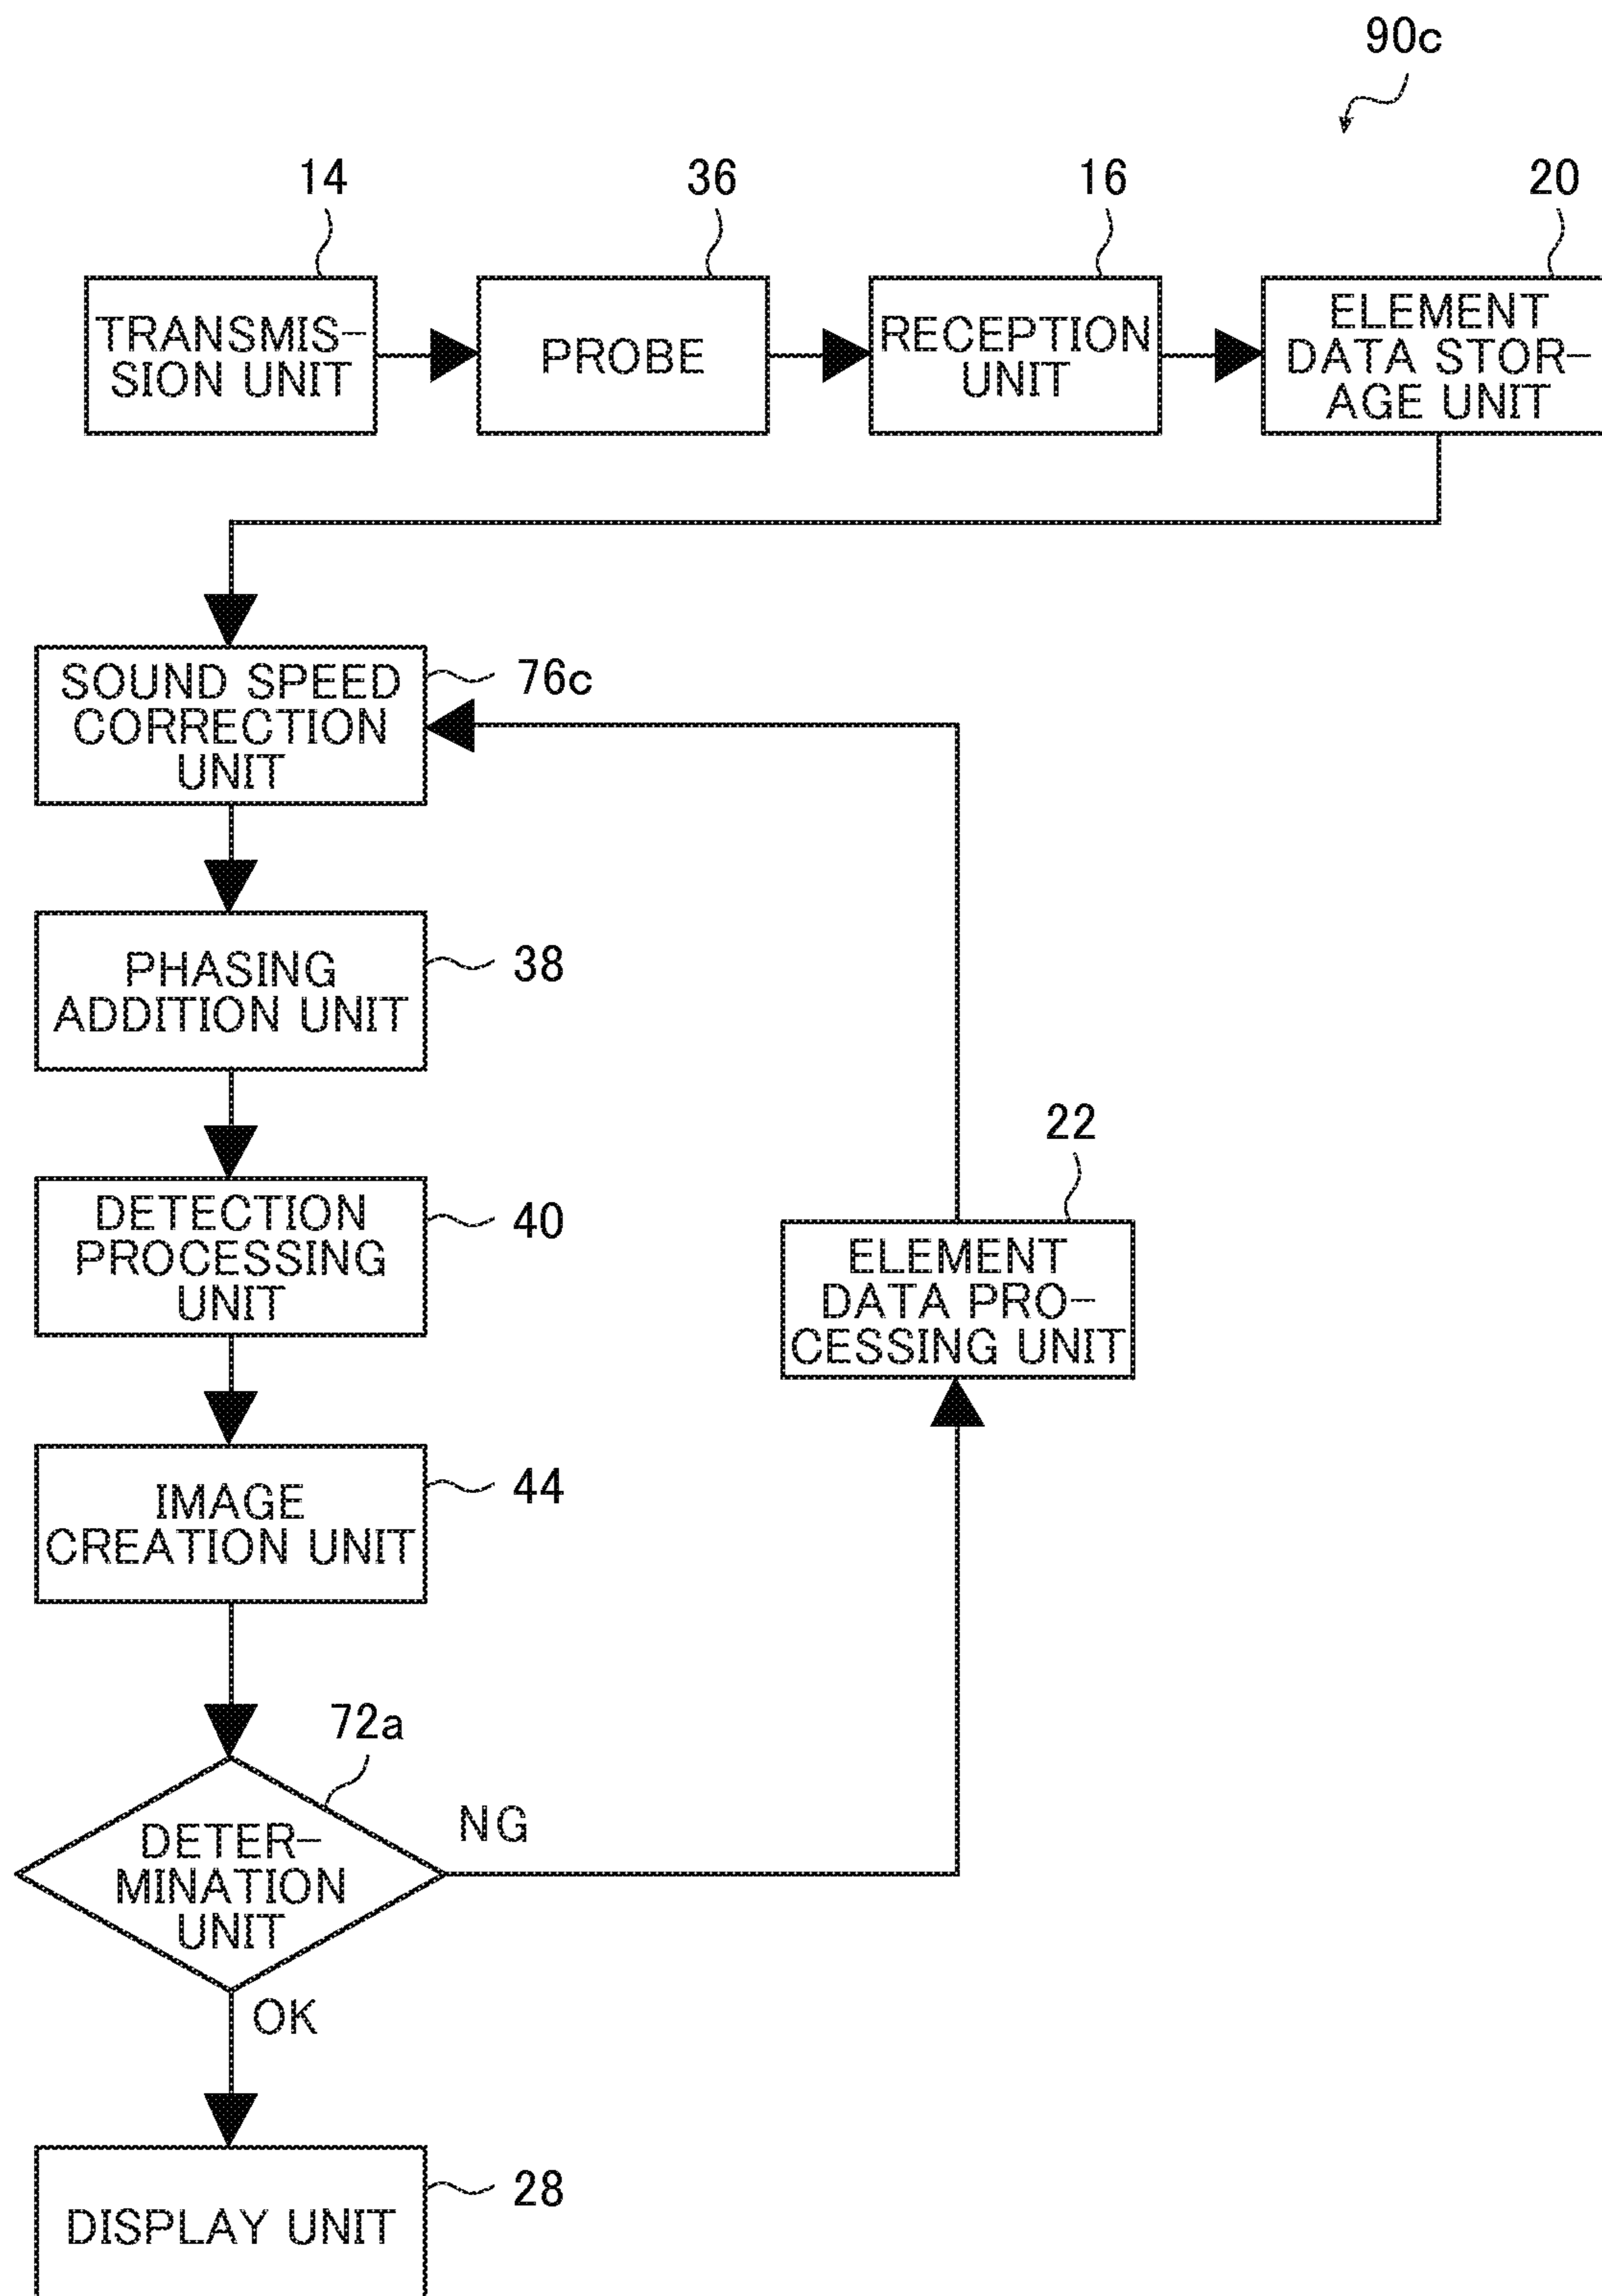 90c
14
36
16
20
TRANSMIS-
SION UNIT
PROBE
RECEPTION
UNIT
ELEMENT
DATA STOR-
AGE UNIT
SOUND SPEED
CORRECTION
UNIT
76c
PHASING
ADDITION UNIT
38
22
DETECTION
PROCESSING
UNIT
40
ELEMENT
DATA PRO-
CESSING UNIT
IMAGE
CREATION UNIT
44
72a
DETER-
MINATION
UNIT
NG
OK
DISPLAY UNIT
28